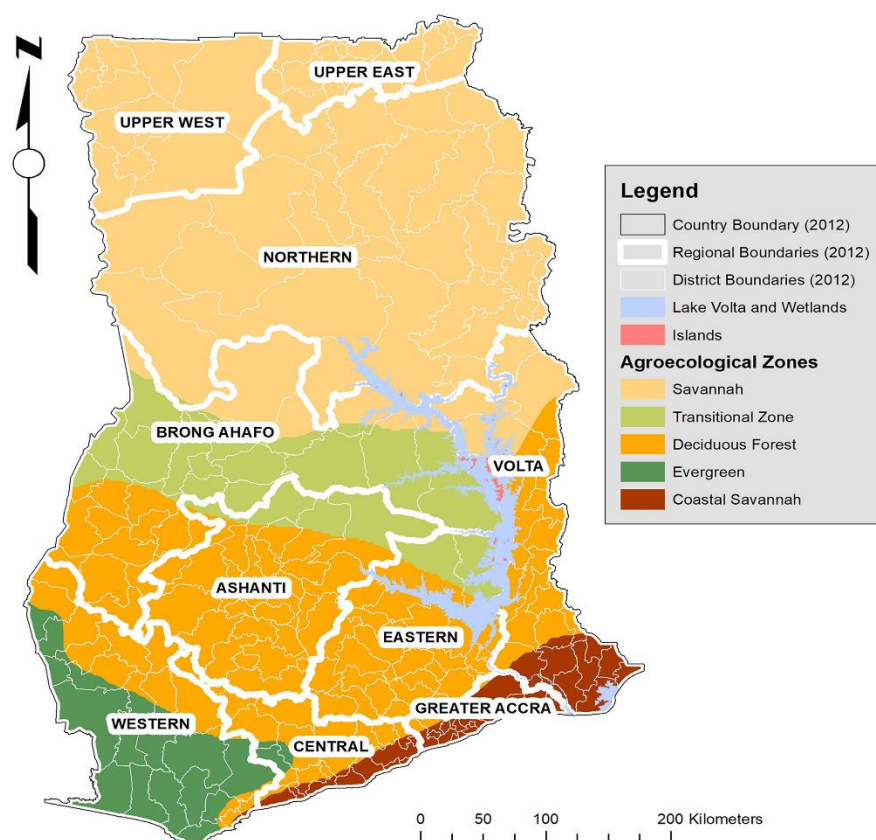 Z
UPPER EAST
UPPER WEST
NORTHERN
BRONG AHAFO
VOLTA
ASHANTI
EASTERN
GREATER ACCRA
WESTERN
CENTRAL
Legend
Country Boundary (2012)
Regional Boundaries (2012)
District Boundaries (2012)
Lake Volta and Wetlands
Islands
Agroecological Zones
Savannah
Transitional Zone
Deciduous Forest
Evergreen
Coastal Savannah
0 50 100 200 Kilometers